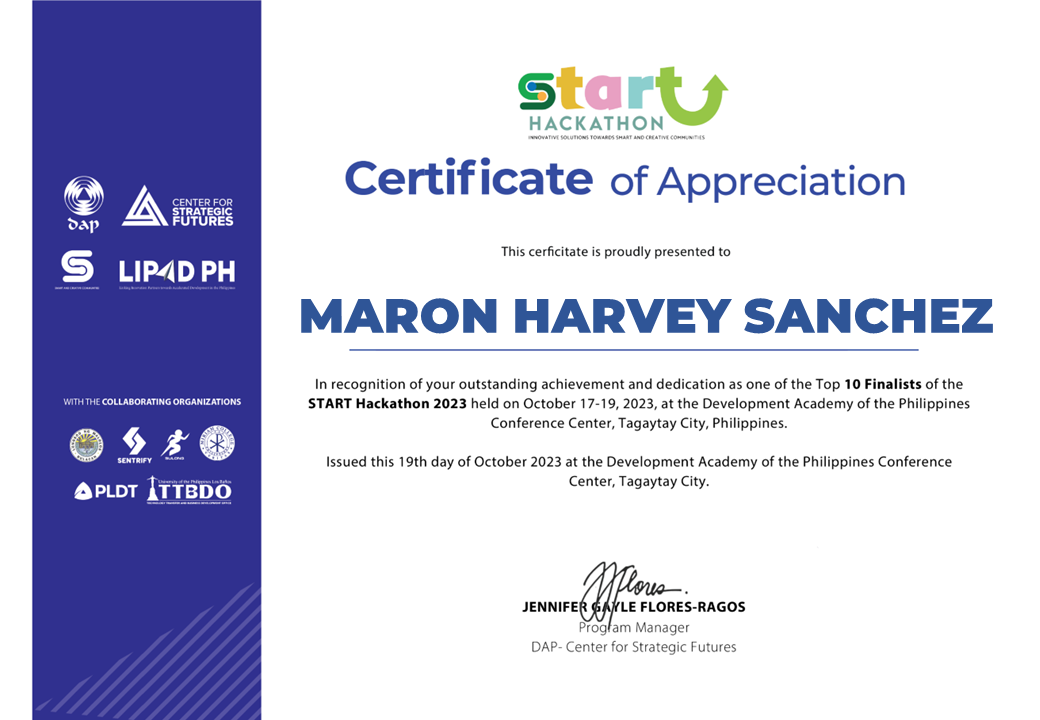 start
HACKATHON
INNOVATIVE SOLUTIONS TOWARDS SMART AND CREATIVE COMMUNITIES
Certificate of Appreciation
This cerficitate is proudly presented to
MARON HARVEY SANCHEZ
In recognition of your outstanding achievement and dedication as one of the Top 10 Finalists of the
START Hackathon 2023 held on October 17-19, 2023, at the Development Academy of the Philippines
Conference Center, Tagaytay City, Philippines.
Issued this 19th day of October 2023 at the Development Academy of the Philippines Conference
Center, Tagaytay City.
JENNIFER GAYLE FLORES-RAGOS
Program Manager
DAP- Center for Strategic Futures
dap
CENTER FOR
STRATEGIC
FUTURES
LIPAD PH
WITH THE COLLABORATING ORGANIZATIONS
SENTRIFY
SULONG
PLDT
University of the Philippines Los Baños
TTBDO
TECHNOLOGY TRANSFER AND BUSINESS DEVELOPMENT OFFICE